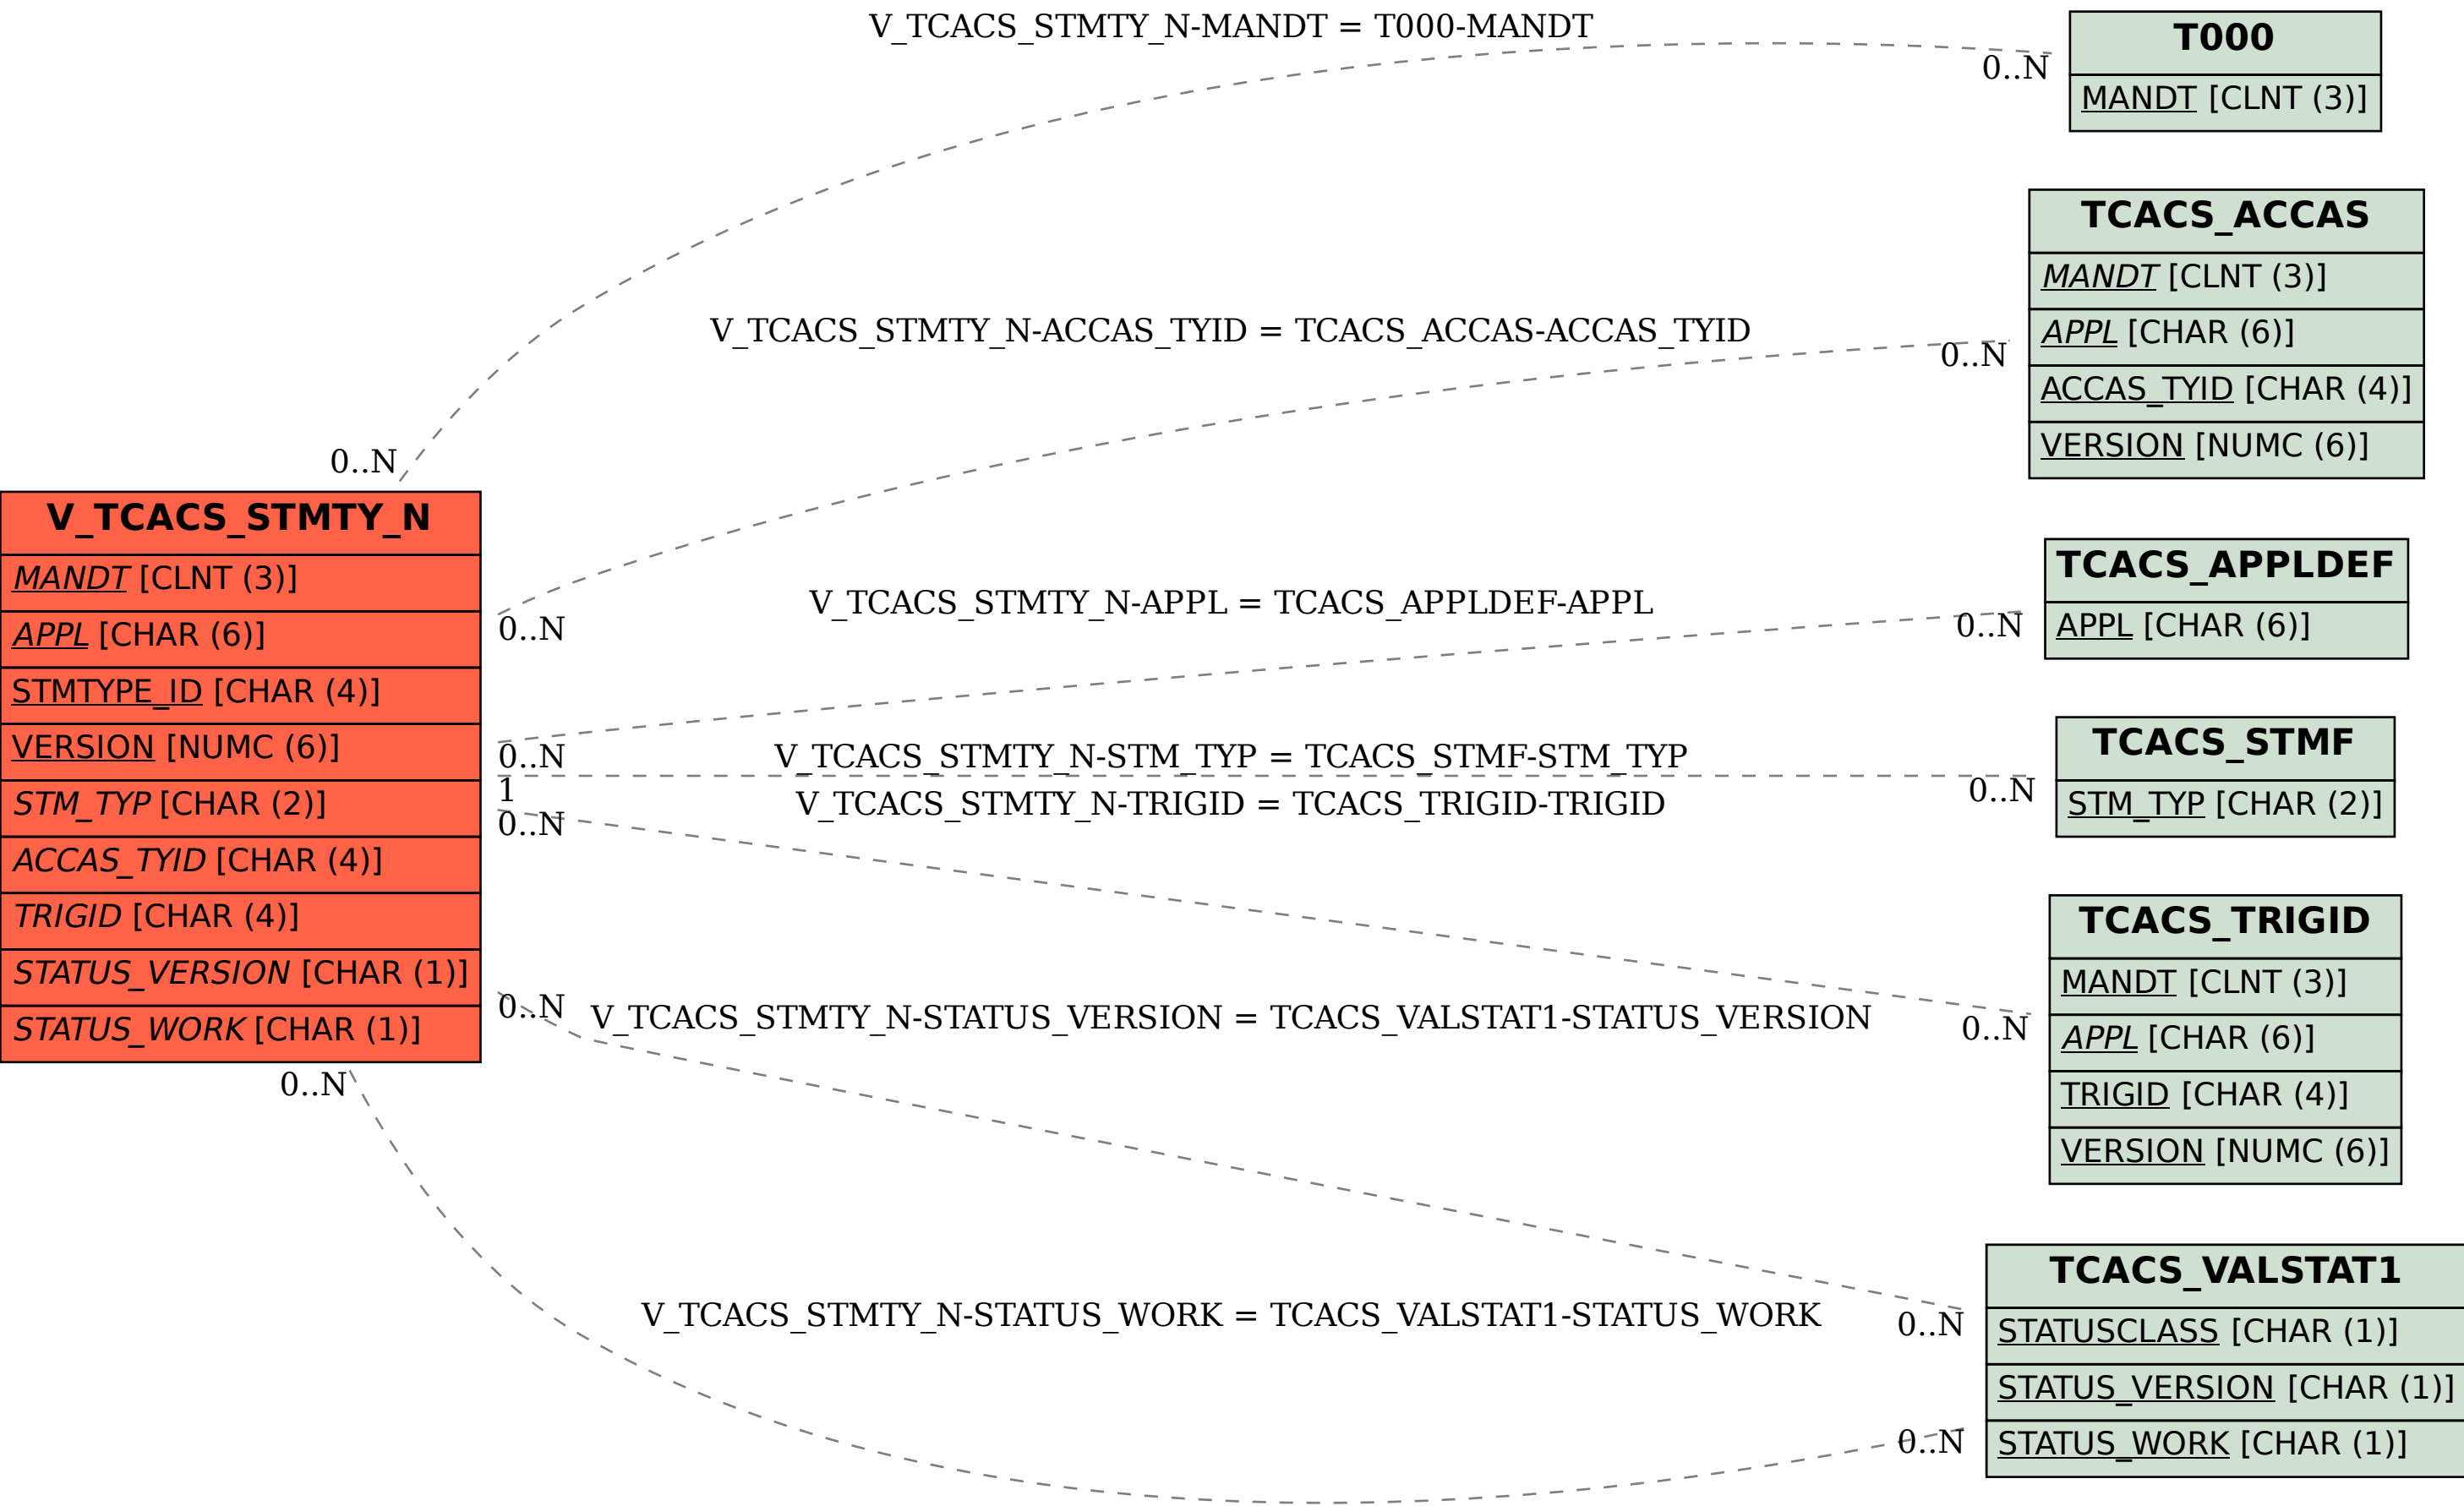 V_TCACS_STMTY_N-MANDT = T000-MANDT
0..N
0..N
T000
MANDT [CLNT (3)]
V_TCACS_STMTY_N-ACCAS_TYID = TCACS_ACCAS-ACCAS_TYID
0..N
0..N
TCACS_ACCAS
MANDT [CLNT (3)]
APPL [CHAR (6)]
ACCAS_TYID [CHAR (4)]
VERSION [NUMC (6)]
V_TCACS_STMTY_N
MANDT [CLNT (3)]
APPL [CHAR (6)]
STMTYPE_ID [CHAR (4)]
VERSION [NUMC (6)]
STM_TYP [CHAR (2)]
ACCAS_TYID [CHAR (4)]
TRIGID [CHAR (4)]
STATUS_VERSION [CHAR (1)]
STATUS_WORK [CHAR (1)]
V_TCACS_STMTY_N-APPL = TCACS_APPLDEF-APPL
0..N
0..N
TCACS_APPLDEF
APPL [CHAR (6)]
V_TCACS_STMTY_N-STM_TYP = TCACS_STMF-STM_TYP
1
0..N
TCACS_STMF
STM_TYP [CHAR (2)]
V_TCACS_STMTY_N-TRIGID = TCACS_TRIGID-TRIGID
0..N
0..N
TCACS_TRIGID
MANDT [CLNT (3)]
APPL [CHAR (6)]
TRIGID [CHAR (4)]
VERSION [NUMC (6)]
V_TCACS_STMTY_N-STATUS_VERSION = TCACS_VALSTAT1-STATUS_VERSION
0..N
0..N
V_TCACS_STMTY_N-STATUS_WORK = TCACS_VALSTAT1-STATUS_WORK
0..N
0..N
TCACS_VALSTAT1
STATUSCLASS [CHAR (1)]
STATUS_VERSION [CHAR (1)]
STATUS_WORK [CHAR (1)]